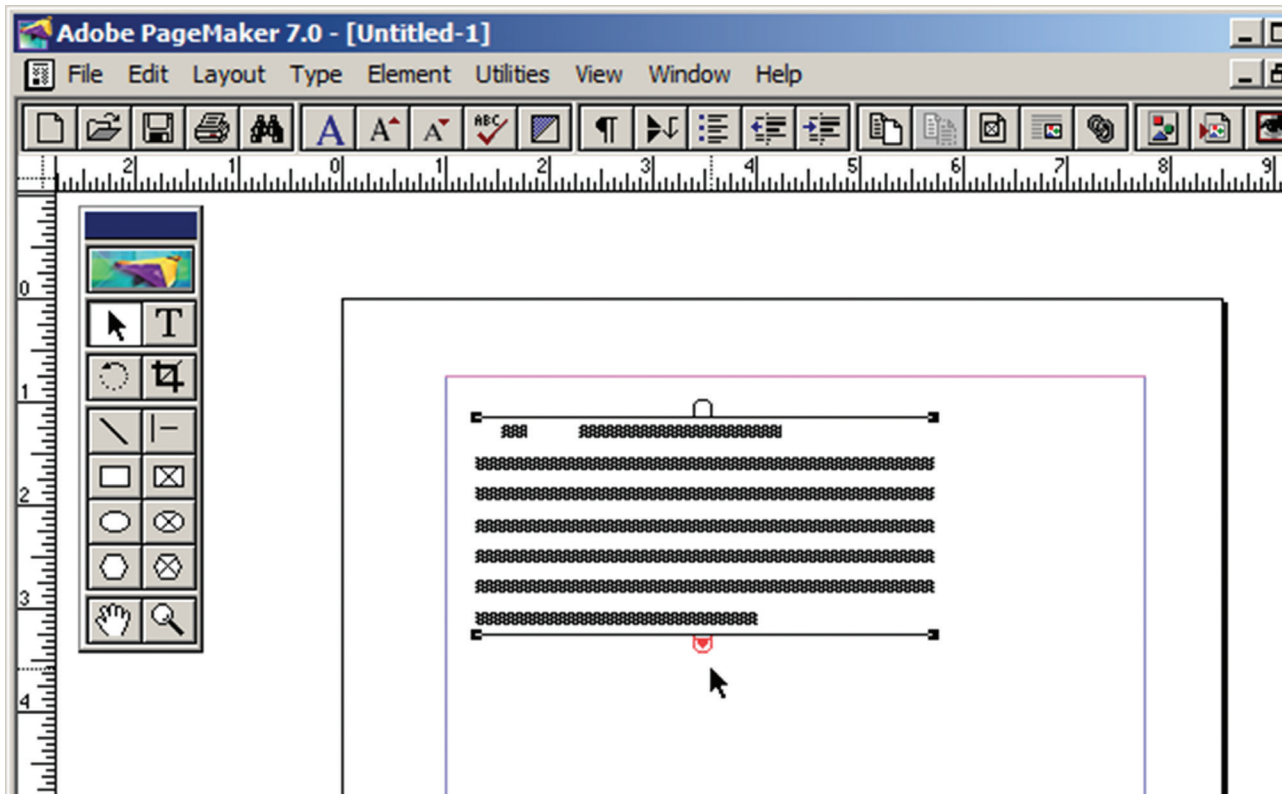 Adobe PageMaker 7.0 - [Untitled-1]
File Edit Layout Type Element Utilities View Window Help
A A A ABC ¶
2 1 0 1 2 3 4 5 6 7 8 9
0
T
1
2
3
4